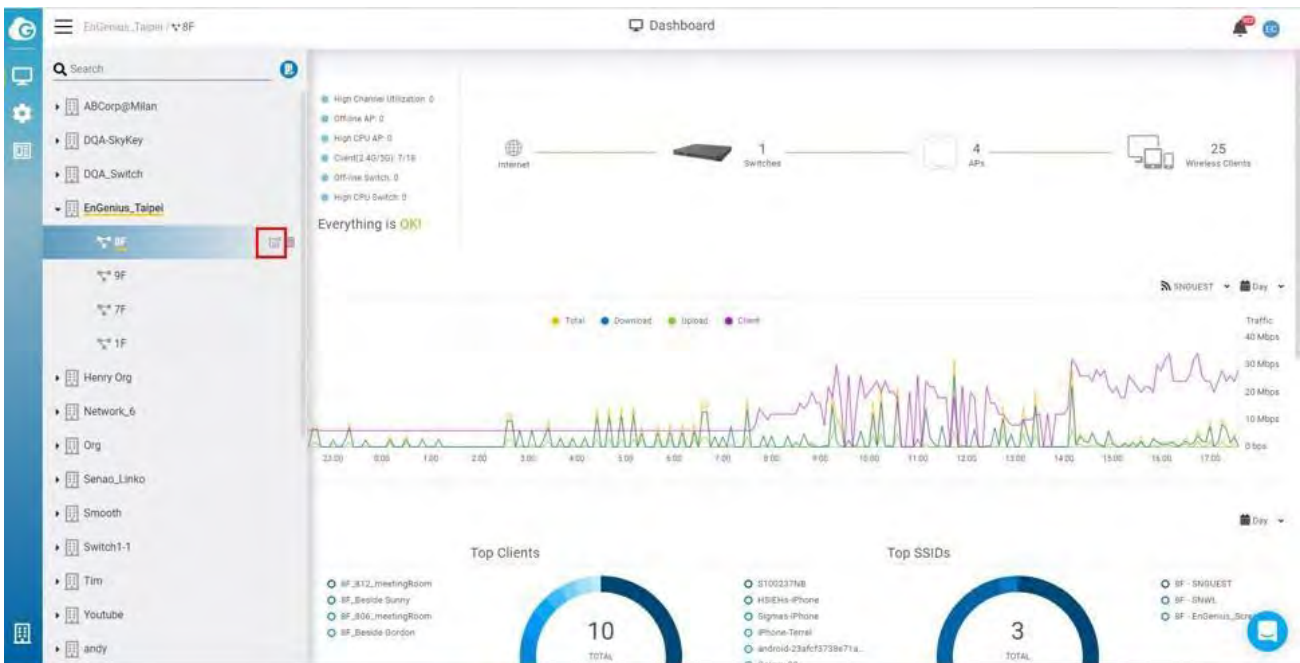 EnGenius_Taipei / 8F
Dashboard
EC
Search
ABCorp@Milan
DQA-SkyKey
DQA_Switch
EnGenius_Taipei
8F
9F
7F
1F
Henry Org
Network_6
Org
Senao_Linko
Smooth
Switch1-1
Tim
Youtube
andy
High Channel Utilization: 0
Off-line AP: 0
High CPU AP: 0
Client(2.4G/5G): 7/18
Off-line Switch: 0
High CPU Switch: 0
Everything is OK!
Internet
1
Switches
4
APs
25
Wireless Clients
SNGUEST
Day
Total Download Upload Client
Traffic
40 Mbps
30 Mbps
20 Mbps
10 Mbps
0 bps
23:00 0:00 1:00 2:00 3:00 4:00 5:00 6:00 7:00 8:00 9:00 10:00 11:00 12:00 13:00 14:00 15:00 16:00 17:00
Day
Top Clients
8F_812_meetingRoom
8F_Beside Sunny
8F_806_meetingRoom
8F_Beside Gordon
10
TOTAL
S100237NB
HSIEHs-iPhone
Sigmas-iPhone
iPhone-Terrel
android-23afcf3738e71a...
Top SSIDs
3
TOTAL
8F - SNGUEST
8F - SNWL
8F - EnGenius_Scre